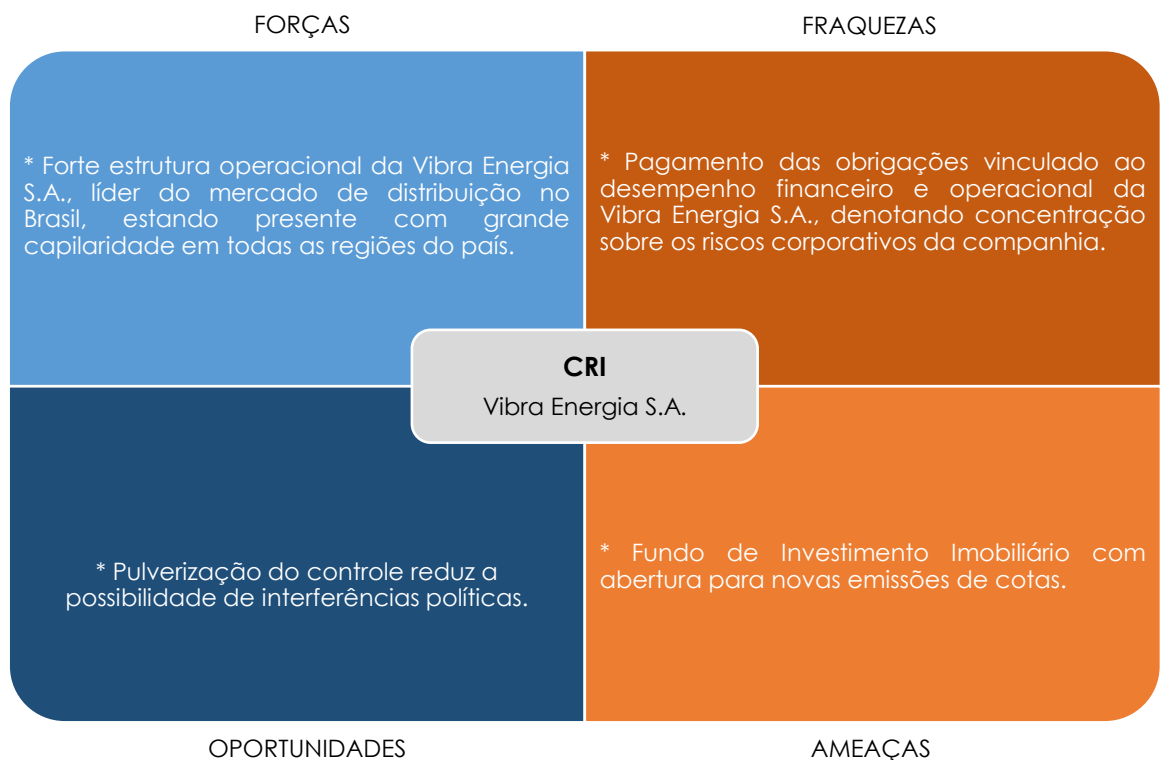 FORÇAS
FRAQUEZAS
* Forte estrutura operacional da Vibra Energia
S.A., líder do mercado de distribuição no
Brasil, estando presente com grande
capilaridade em todas as regiões do país.
* Pagamento das obrigações vinculado ao
desempenho financeiro e operacional da
Vibra Energia S.A., denotando concentração
sobre os riscos corporativos da companhia.
CRI
Vibra Energia S.A.
* Pulverização do controle reduz a
possibilidade de interferências políticas.
* Fundo de Investimento Imobiliário com
abertura para novas emissões de cotas.
OPORTUNIDADES
AMEAÇAS